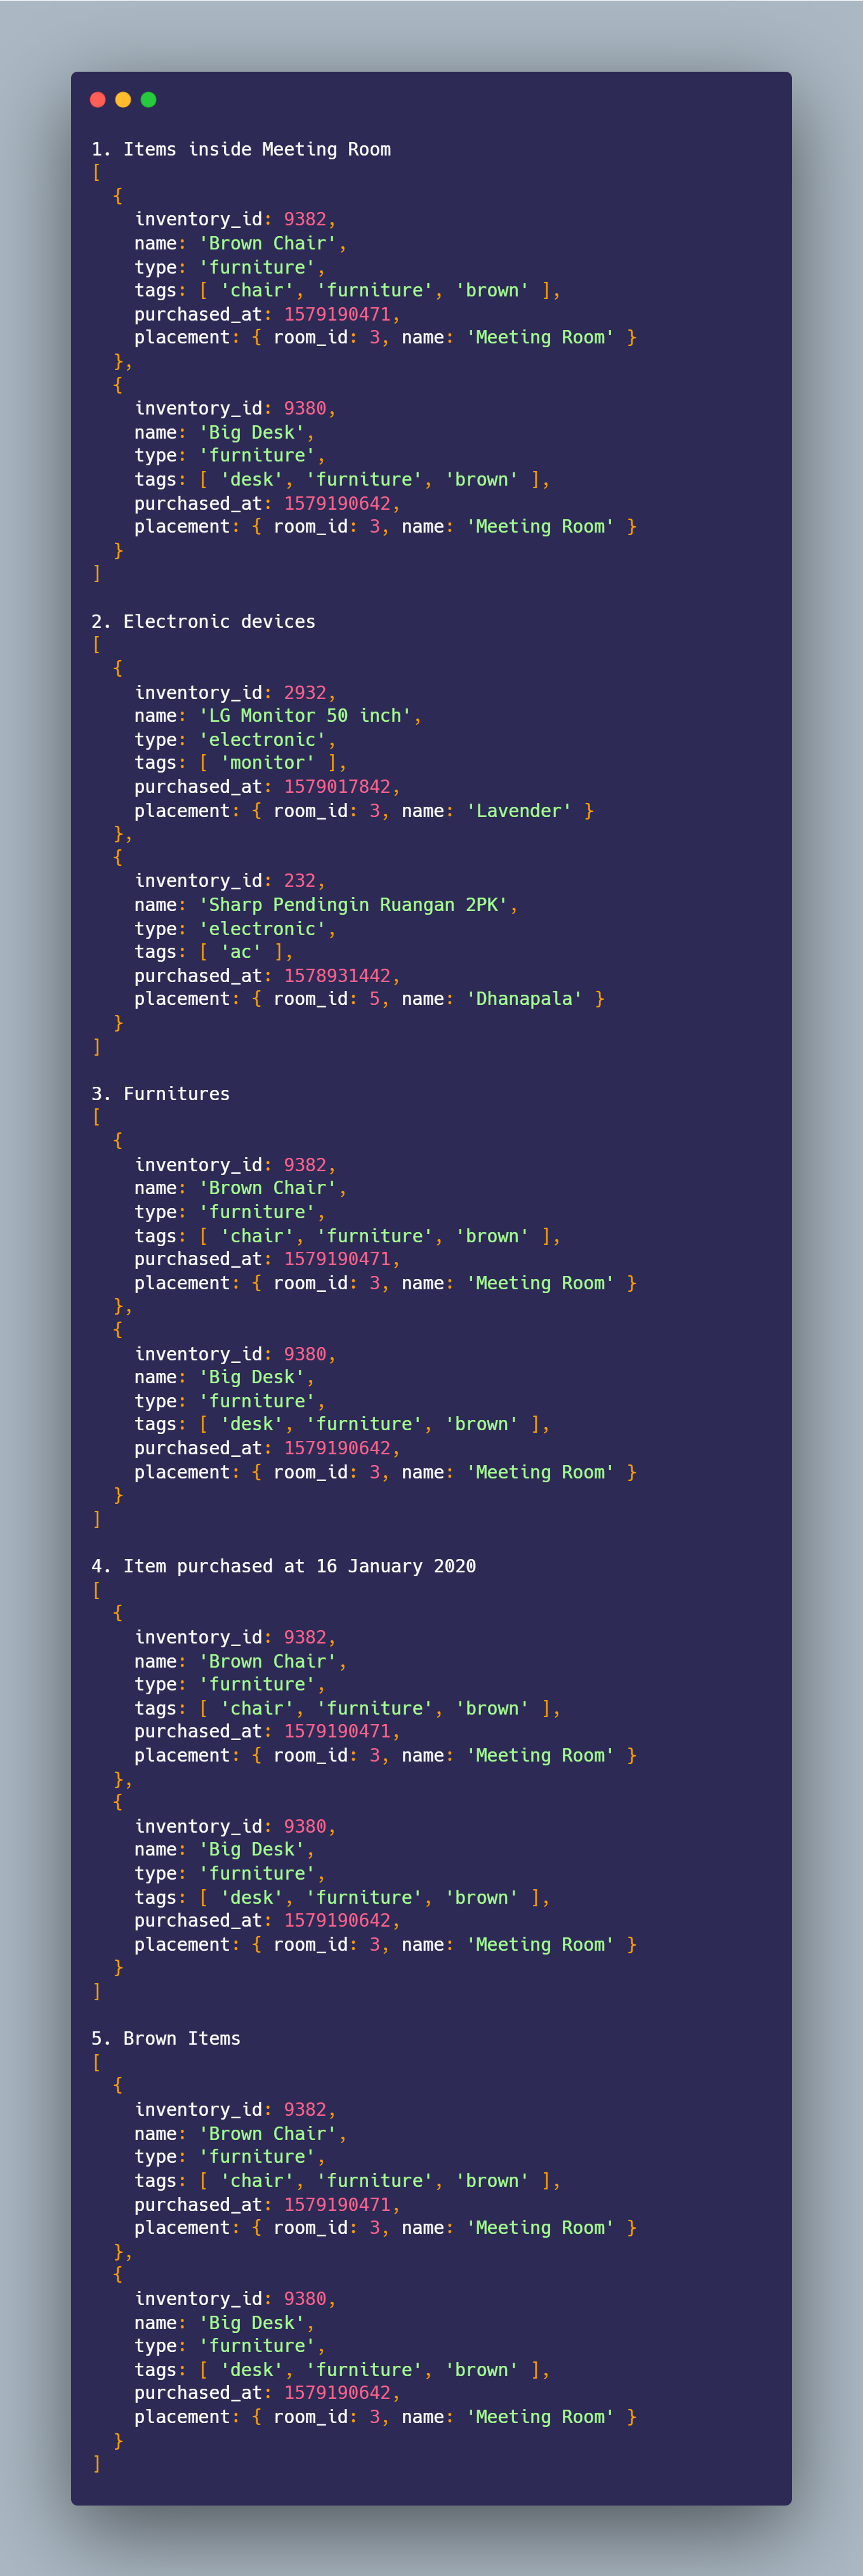 1. Items inside Meeting Room
[
  {
    inventory_id: 9382,
    name: 'Brown Chair',
    type: 'furniture',
    tags: [ 'chair', 'furniture', 'brown' ],
    purchased_at: 1579190471,
    placement: { room_id: 3, name: 'Meeting Room' }
  },
  {
    inventory_id: 9380,
    name: 'Big Desk',
    type: 'furniture',
    tags: [ 'desk', 'furniture', 'brown' ],
    purchased_at: 1579190642,
    placement: { room_id: 3, name: 'Meeting Room' }
  }
]

2. Electronic devices
[
  {
    inventory_id: 2932,
    name: 'LG Monitor 50 inch',
    type: 'electronic',
    tags: [ 'monitor' ],
    purchased_at: 1579017842,
    placement: { room_id: 3, name: 'Lavender' }
  },
  {
    inventory_id: 232,
    name: 'Sharp Pendingin Ruangan 2PK',
    type: 'electronic',
    tags: [ 'ac' ],
    purchased_at: 1578931442,
    placement: { room_id: 5, name: 'Dhanapala' }
  }
]

3. Furnitures
[
  {
    inventory_id: 9382,
    name: 'Brown Chair',
    type: 'furniture',
    tags: [ 'chair', 'furniture', 'brown' ],
    purchased_at: 1579190471,
    placement: { room_id: 3, name: 'Meeting Room' }
  },
  {
    inventory_id: 9380,
    name: 'Big Desk',
    type: 'furniture',
    tags: [ 'desk', 'furniture', 'brown' ],
    purchased_at: 1579190642,
    placement: { room_id: 3, name: 'Meeting Room' }
  }
]

4. Item purchased at 16 January 2020
[
  {
    inventory_id: 9382,
    name: 'Brown Chair',
    type: 'furniture',
    tags: [ 'chair', 'furniture', 'brown' ],
    purchased_at: 1579190471,
    placement: { room_id: 3, name: 'Meeting Room' }
  },
  {
    inventory_id: 9380,
    name: 'Big Desk',
    type: 'furniture',
    tags: [ 'desk', 'furniture', 'brown' ],
    purchased_at: 1579190642,
    placement: { room_id: 3, name: 'Meeting Room' }
  }
]

5. Brown Items
[
  {
    inventory_id: 9382,
    name: 'Brown Chair',
    type: 'furniture',
    tags: [ 'chair', 'furniture', 'brown' ],
    purchased_at: 1579190471,
    placement: { room_id: 3, name: 'Meeting Room' }
  },
  {
    inventory_id: 9380,
    name: 'Big Desk',
    type: 'furniture',
    tags: [ 'desk', 'furniture', 'brown' ],
    purchased_at: 1579190642,
    placement: { room_id: 3, name: 'Meeting Room' }
  }
]